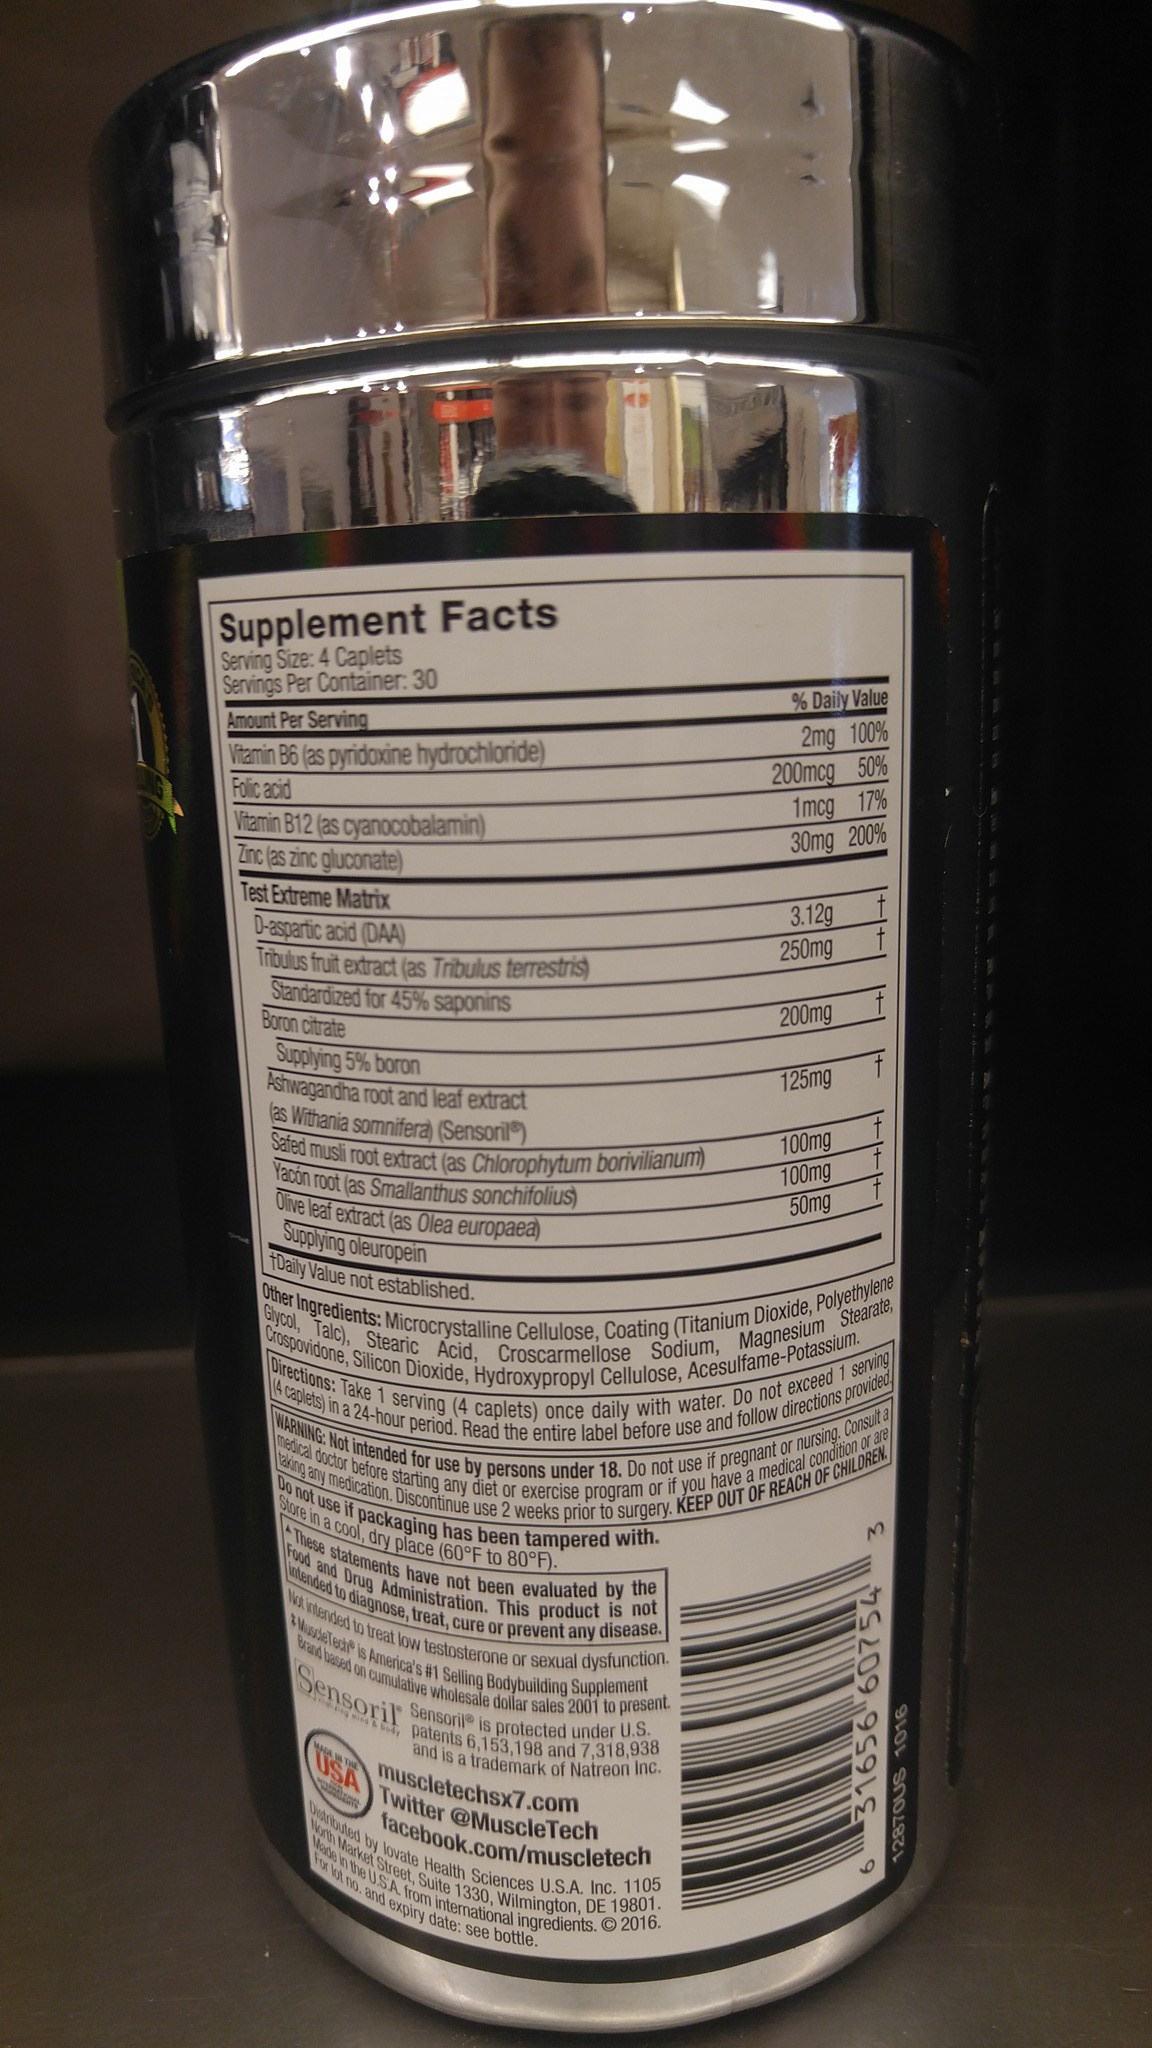 Supplement Facts
Serving Size: 4 Caplets
Servings Per Container: 30
Amount Per Serving % Daily Value
Vitamin B6 (as pyridoxine hydrochloride) 2mg 100%
Folic acid 200mcg 50%
Vitamin B12 (as cyanocobalamin) 1mcg 17%
Zinc (as zinc gluconate) 30mg 200%
Test Extreme Matrix
D-aspartic acid (DAA) 3.12g †
Tribulus fruit extract (as Tribulus terrestris) 250mg †
Standardized for 45% saponins
Boron citrate 200mg †
Supplying 5% boron
Ashwagandha root and leaf extract 125mg †
(as Withania somnifera) (Sensoril®)
Safed musli root extract (as Chlorophytum borivilianum) 100mg †
Yacón root (as Smallanthus sonchifolius) 100mg †
Olive leaf extract (as Olea europaea) 50mg †
Supplying oleuropein
†Daily Value not established.
Other Ingredients: Microcrystalline Cellulose, Coating (Titanium Dioxide, Polyethylene
Glycol, Talc), Stearic Acid, Croscarmellose Sodium, Magnesium Stearate,
Crospovidone, Silicon Dioxide, Hydroxypropyl Cellulose, Acesulfame-Potassium.
Directions: Take 1 serving (4 caplets) once daily with water. Do not exceed 1 serving
(4 caplets) in a 24-hour period. Read the entire label before use and follow directions provided.
WARNING: Not intended for use by persons under 18. Do not use if pregnant or nursing. Consult a
medical doctor before starting any diet or exercise program or if you have a medical condition or are
taking any medication. Discontinue use 2 weeks prior to surgery. KEEP OUT OF REACH OF CHILDREN.
Do not use if packaging has been tampered with.
Store in a cool, dry place (60°F to 80°F).
▲These statements have not been evaluated by the
Food and Drug Administration. This product is not
intended to diagnose, treat, cure or prevent any disease.
Not intended to treat low testosterone or sexual dysfunction.
‡MuscleTech® is America's #1 Selling Bodybuilding Supplement
Brand based on cumulative wholesale dollar sales 2001 to present.
Sensoril® Sensoril® is protected under U.S.
patents 6,153,198 and 7,318,938
and is a trademark of Natreon Inc.
MADE IN THE
USA
muscletechsx7.com
Twitter @MuscleTech
facebook.com/muscletech
Distributed by Iovate Health Sciences U.S.A. Inc. 1105
North Market Street, Suite 1330, Wilmington, DE 19801.
Made in the U.S.A. from international ingredients. © 2016.
For lot no. and expiry date: see bottle.
6 31656 60754 3
12870US 1016